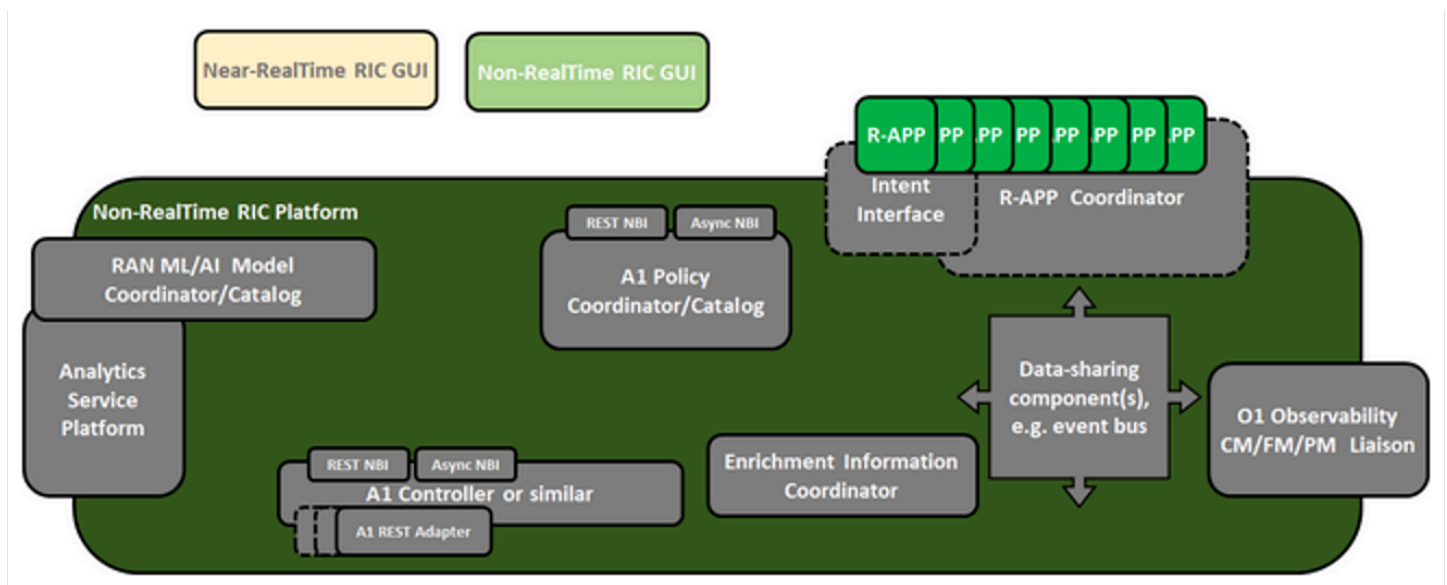 Near-RealTime RIC GUI
Non-RealTime RIC GUI
R-APP PP .PP PP .PP .PP PP .PP
Intent
Interface
R-APP Coordinator
Non-RealTime RIC Platform
RAN ML/AI Model
Coordinator/Catalog
REST NBI
Async NBI
A1 Policy
Coordinator/Catalog
Analytics
Service
Platform
Data-sharing
component(s),
e.g. event bus
O1 Observability
CM/FM/PM Liaison
REST NBI
Async NBI
A1 Controller or similar
A1 REST Adapter
Enrichment Information
Coordinator